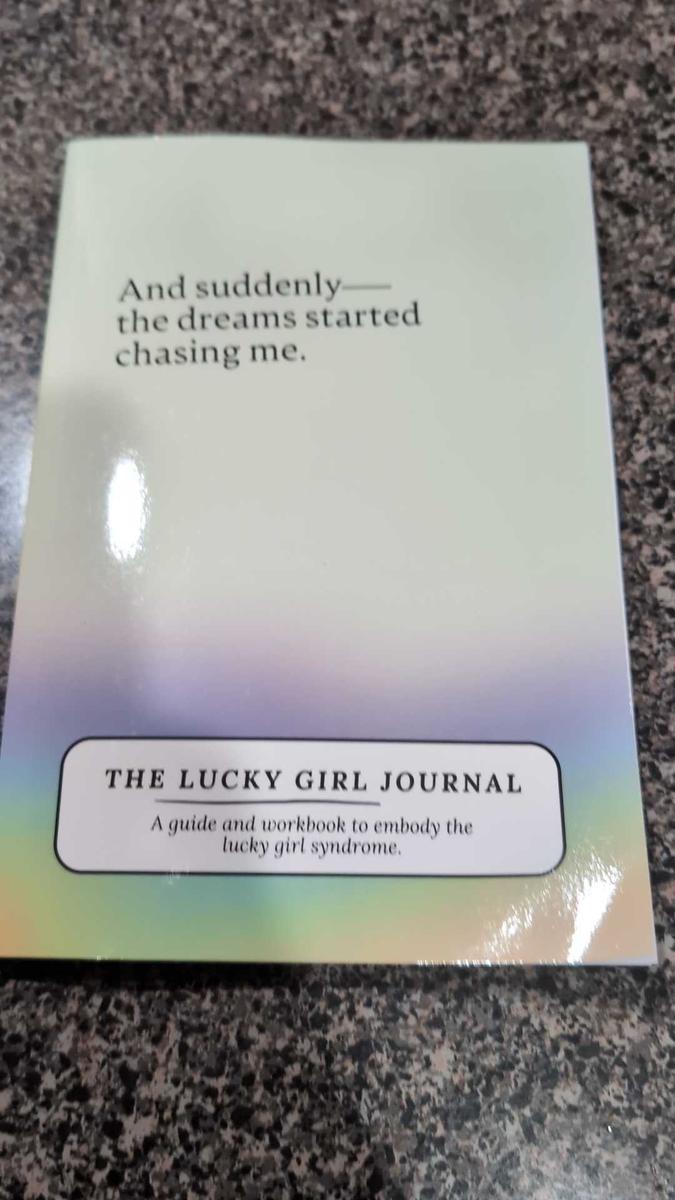 And suddenly—
the dreams started
chasing me.
THE LUCKY GIRL JOURNAL
A guide and workbook to embody the
lucky girl syndrome.